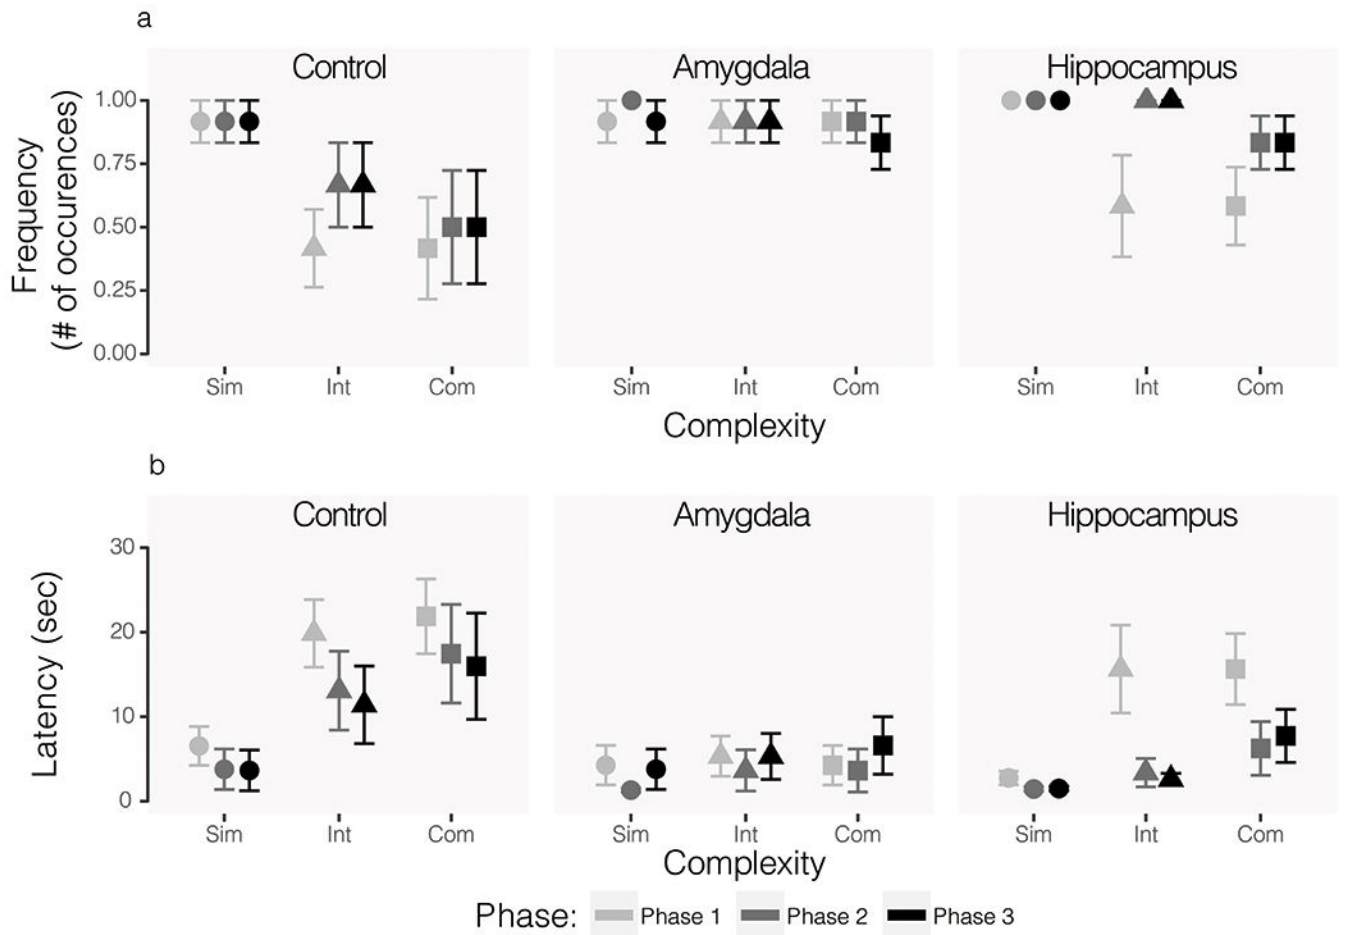 a
Control Amygdala Hippocampus
Frequency
(# of occurences)
1.00
0.75
0.50
0.25
0.00
Sim Int Com Sim Int Com Sim Int Com
Complexity
b
Control Amygdala Hippocampus
Latency (sec)
30
20
10
0
Sim Int Com Sim Int Com Sim Int Com
Complexity
Phase: Phase 1 Phase 2 Phase 3